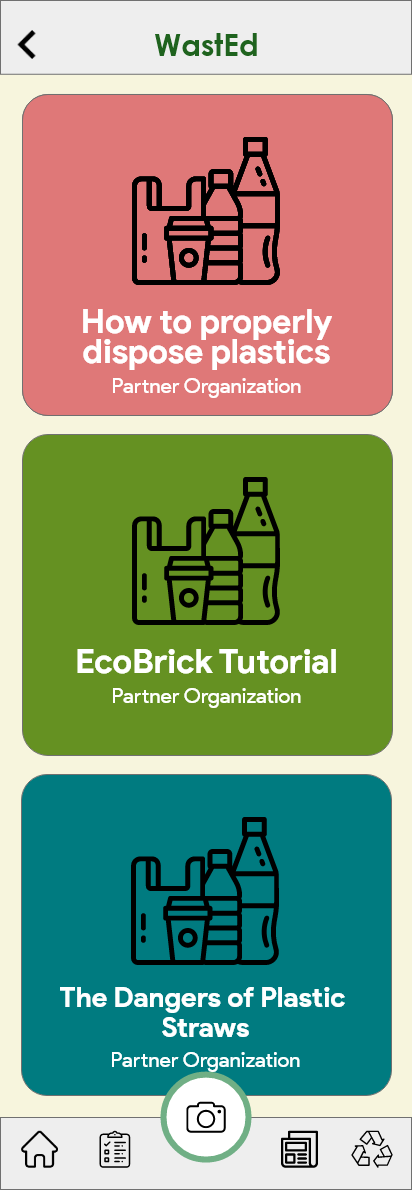 WastEd
How to properly
dispose plastics
Partner Organization
EcoBrick Tutorial
Partner Organization
The Dangers of Plastic
Straws
Partner Organization